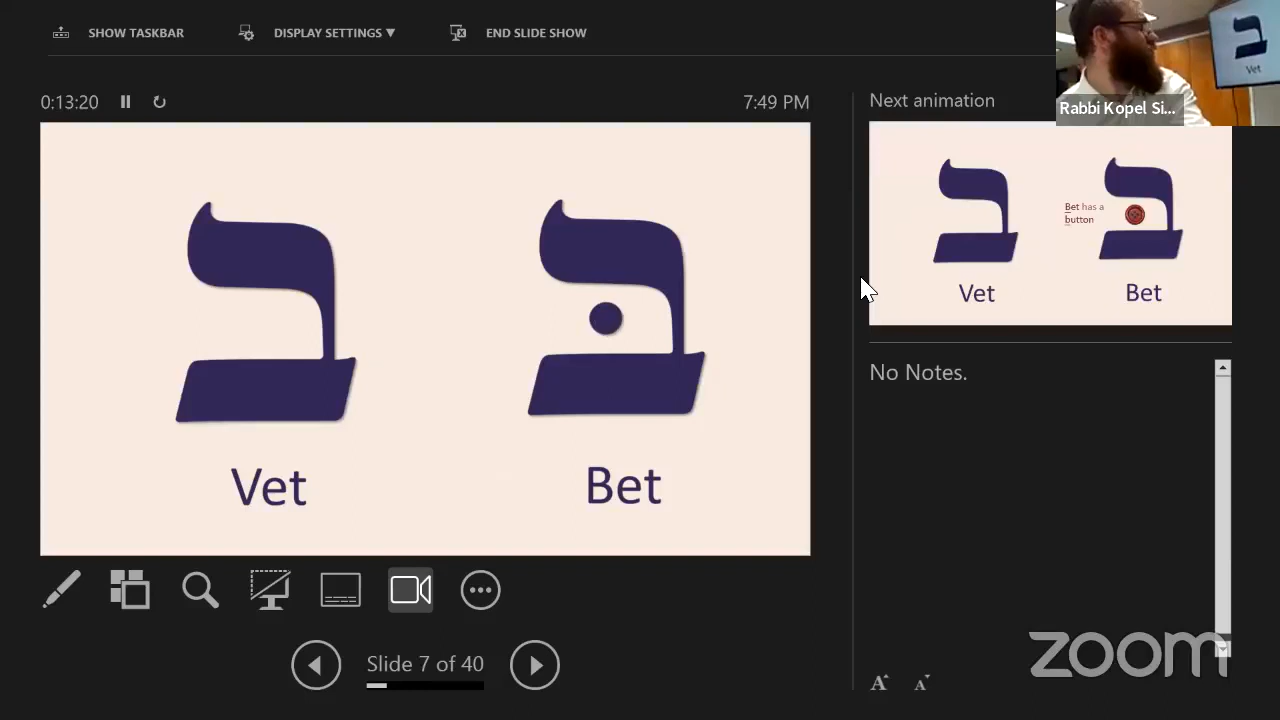 SHOW TASKBAR
DISPLAY SETTINGS ▼
END SLIDE SHOW
0:13:20
7:49 PM
Next animation
Rabbi Kopel Si...
Vet
ב
בּ
Vet
Bet
ב
Bet has a
button
ב
Vet
Bet
No Notes.
Slide 7 of 40
zoom
A
A